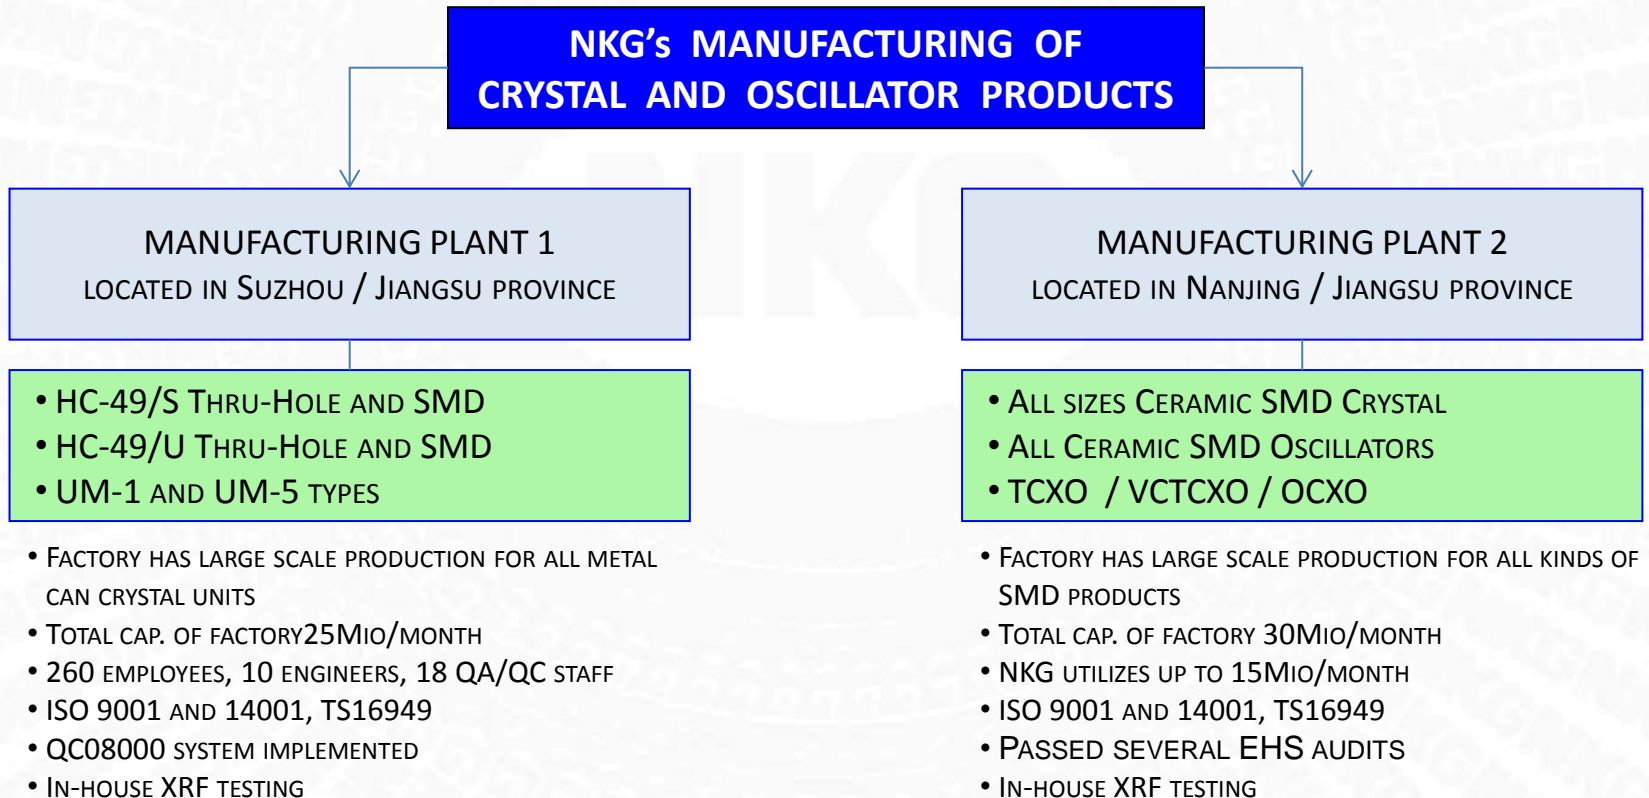 NKG's MANUFACTURING OF
CRYSTAL AND OSCILLATOR PRODUCTS
MANUFACTURING PLANT 1
LOCATED IN SUZHOU / JIANGSU PROVINCE
• HC-49/S THRU-HOLE AND SMD
• HC-49/U THRU-HOLE AND SMD
• UM-1 AND UM-5 TYPES
• FACTORY HAS LARGE SCALE PRODUCTION FOR ALL METAL
CAN CRYSTAL UNITS
• TOTAL CAP. OF FACTORY25MIO/MONTH
• 260 EMPLOYEES, 10 ENGINEERS, 18 QA/QC STAFF
• ISO 9001 AND 14001, TS16949
• QC08000 SYSTEM IMPLEMENTED
• IN-HOUSE XRF TESTING
MANUFACTURING PLANT 2
LOCATED IN NANJING / JIANGSU PROVINCE
• ALL SIZES CERAMIC SMD CRYSTAL
• ALL CERAMIC SMD OSCILLATORS
• TCXO / VCTCXO / OCXO
• FACTORY HAS LARGE SCALE PRODUCTION FOR ALL KINDS OF
SMD PRODUCTS
• TOTAL CAP. OF FACTORY 30MIO/MONTH
• NKG UTILIZES UP TO 15MIO/MONTH
• ISO 9001 AND 14001, TS16949
• PASSED SEVERAL EHS AUDITS
• IN-HOUSE XRF TESTING
NKG